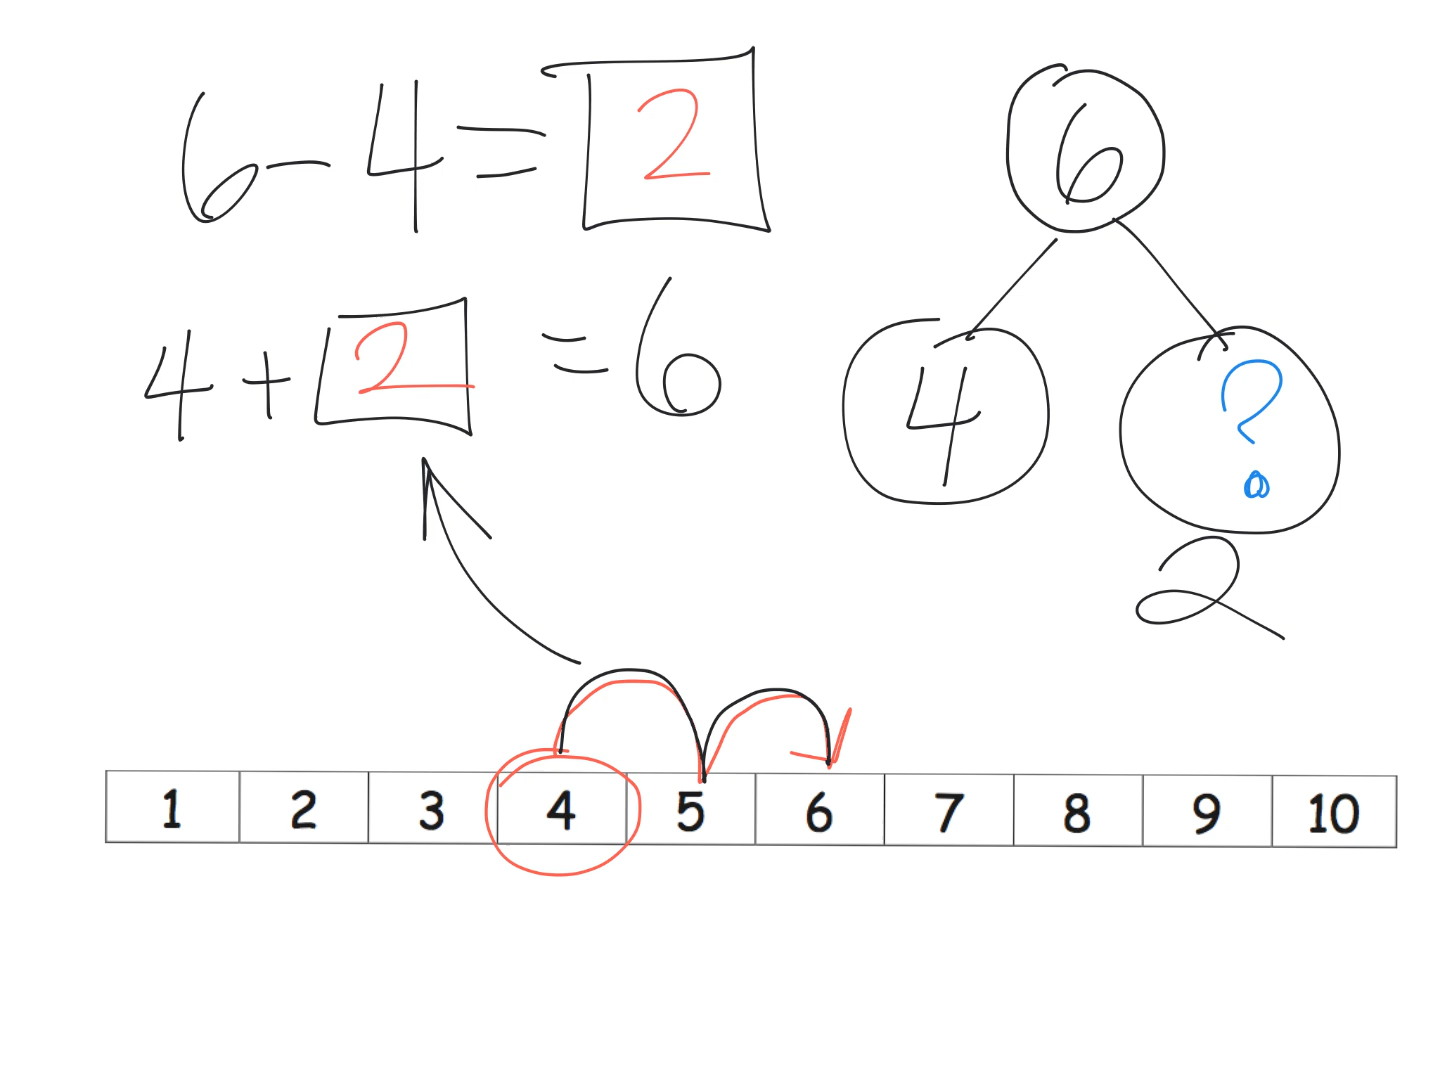 6 - 4 = 2
4 + 2 = 6
6
4 ?
2
1 2 3 4 5 6 7 8 9 10